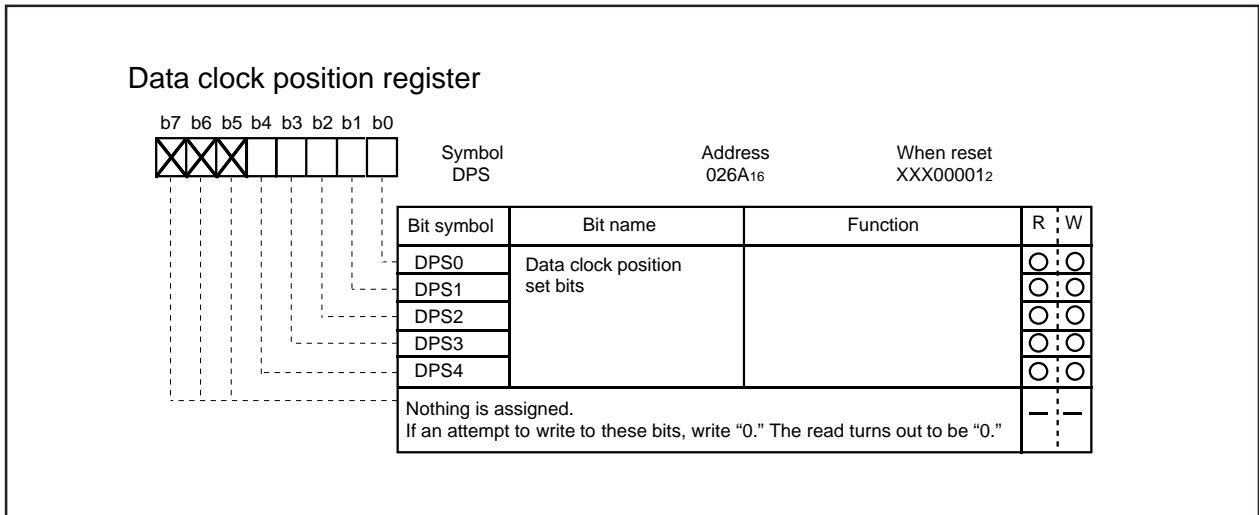 Data clock position register
b7 b6 b5 b4 b3 b2 b1 b0
Symbol Address When reset
DPS 026A16 XXX000012
Bit symbol Bit name Function R W
DPS0 Data clock position
DPS1 set bits
DPS2
DPS3
DPS4
Nothing is assigned.
If an attempt to write to these bits, write “0.” The read turns out to be “0.”